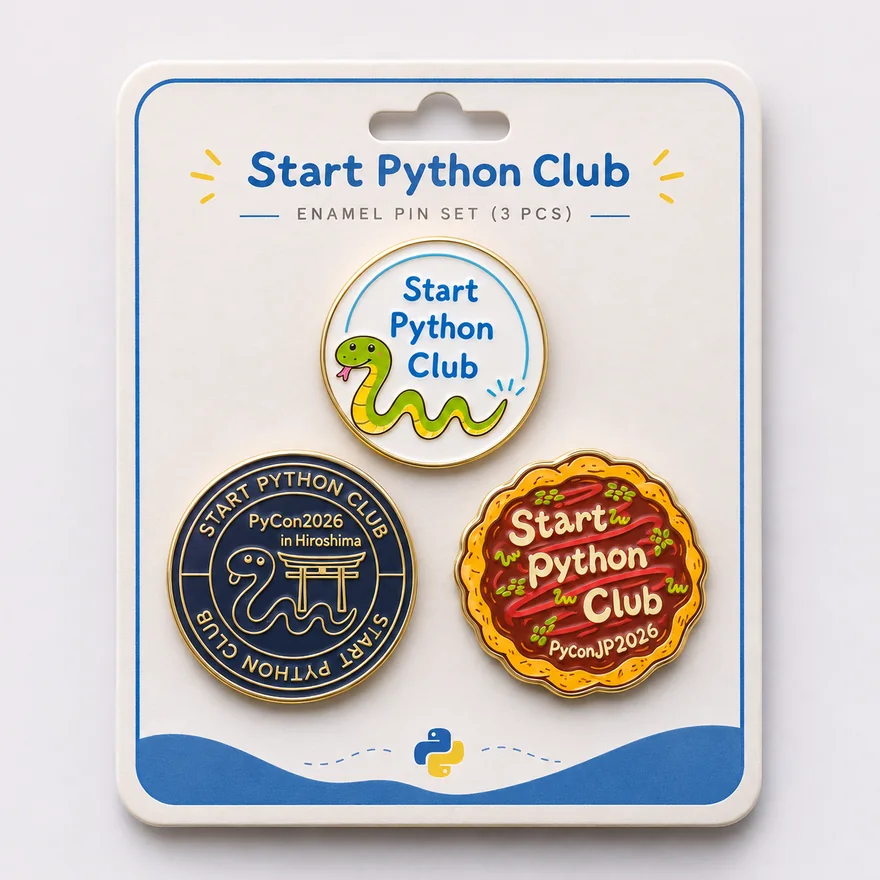 Start Python Club
ENAMEL PIN SET (3 PCS)
Start
Python
Club
START PYTHON CLUB
PyCon2026
in Hiroshima
START PYTHON CLUB
Start
Python
Club
PyConJP2026